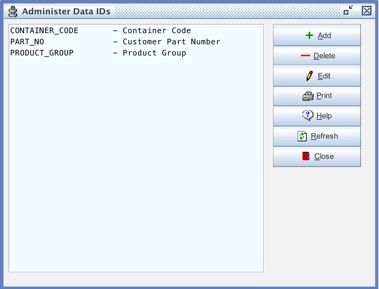 Administer Data IDs
CONTAINER_CODE – Container Code
PART_NO – Customer Part Number
PRODUCT_GROUP – Product Group
Add
Delete
Edit
Print
Help
Refresh
Close